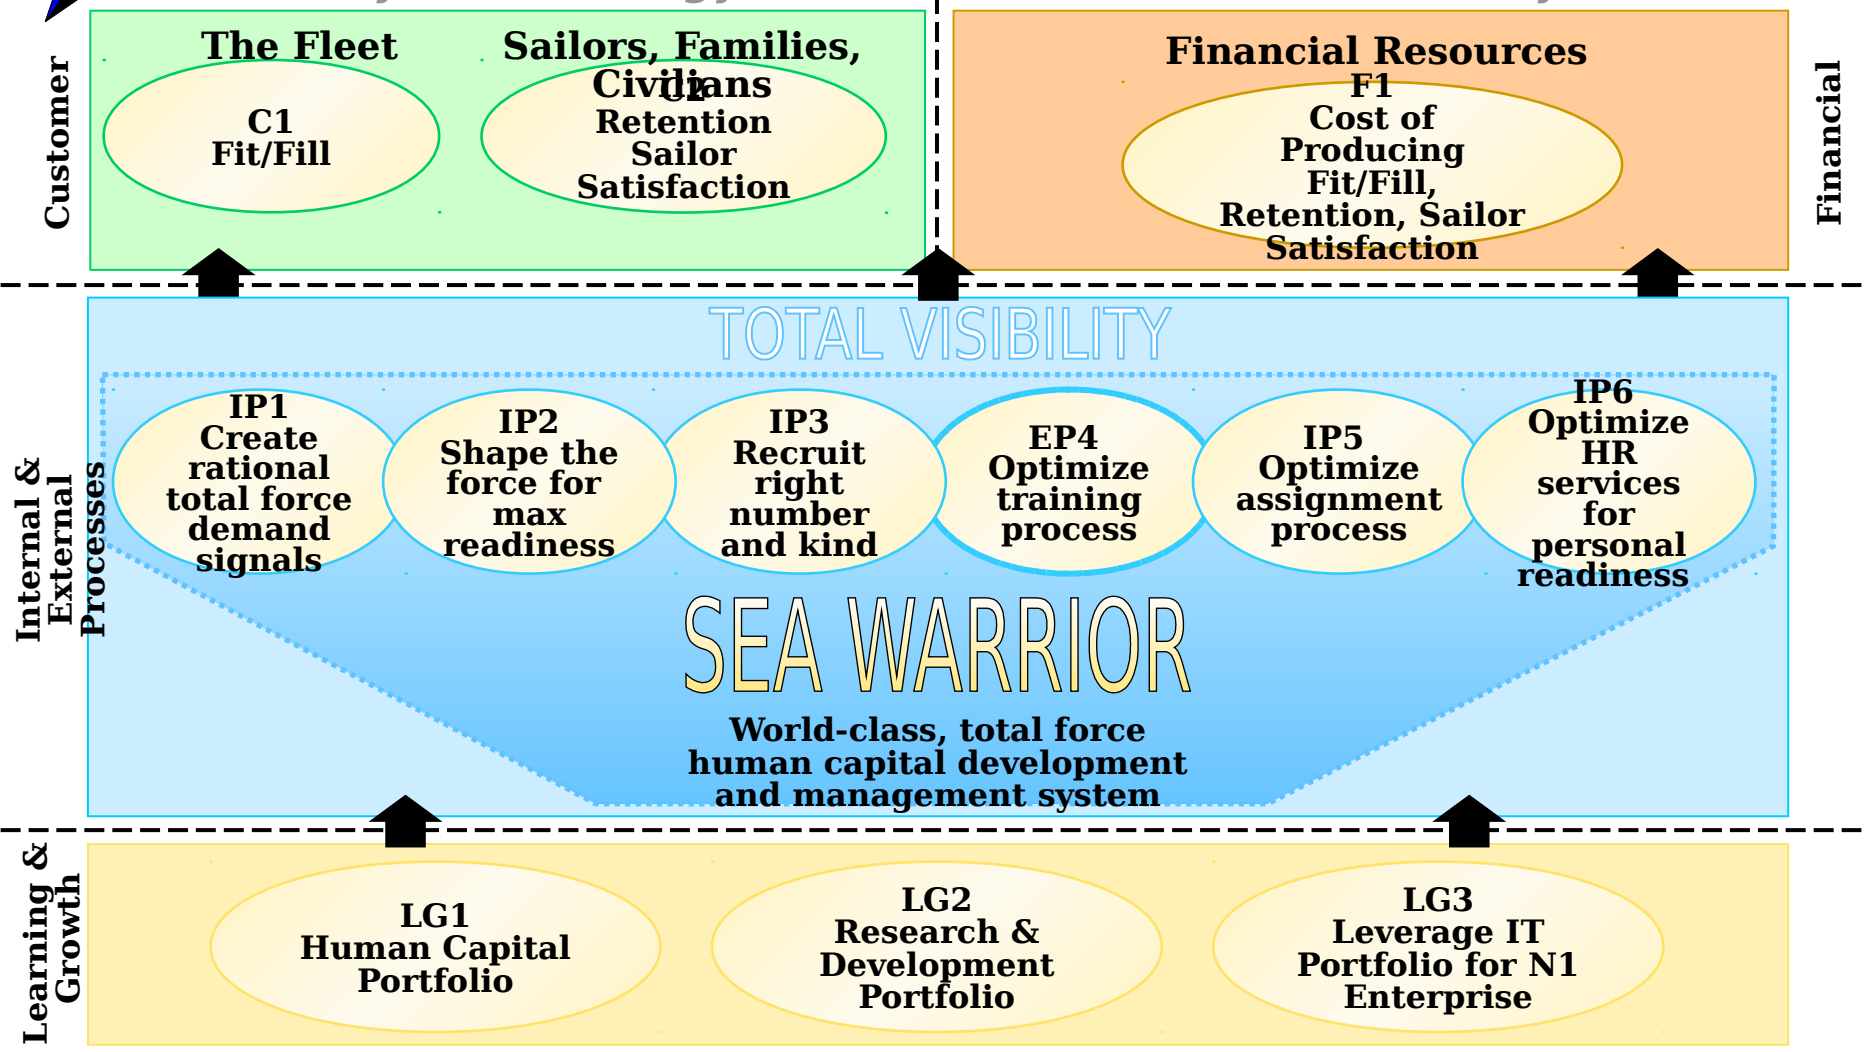 Customer
The Fleet
C1
Fit/Fill
Sailors, Families,
Civilians
C2
Retention
Sailor
Satisfaction
Financial Resources
F1
Cost of
Producing
Fit/Fill,
Retention, Sailor
Satisfaction
Financial
Internal &
External
Processes
TOTAL VISIBILITY
IP1
Create
rational
total force
demand
signals
IP2
Shape the
force for
max
readiness
IP3
Recruit
right
number
and kind
EP4
Optimize
training
process
IP5
Optimize
assignment
process
IP6
Optimize
HR
services
for
personal
readiness
SEA WARRIOR
World-class, total force
human capital development
and management system
Learning &
Growth
LG1
Human Capital
Portfolio
LG2
Research &
Development
Portfolio
LG3
Leverage IT
Portfolio for N1
Enterprise